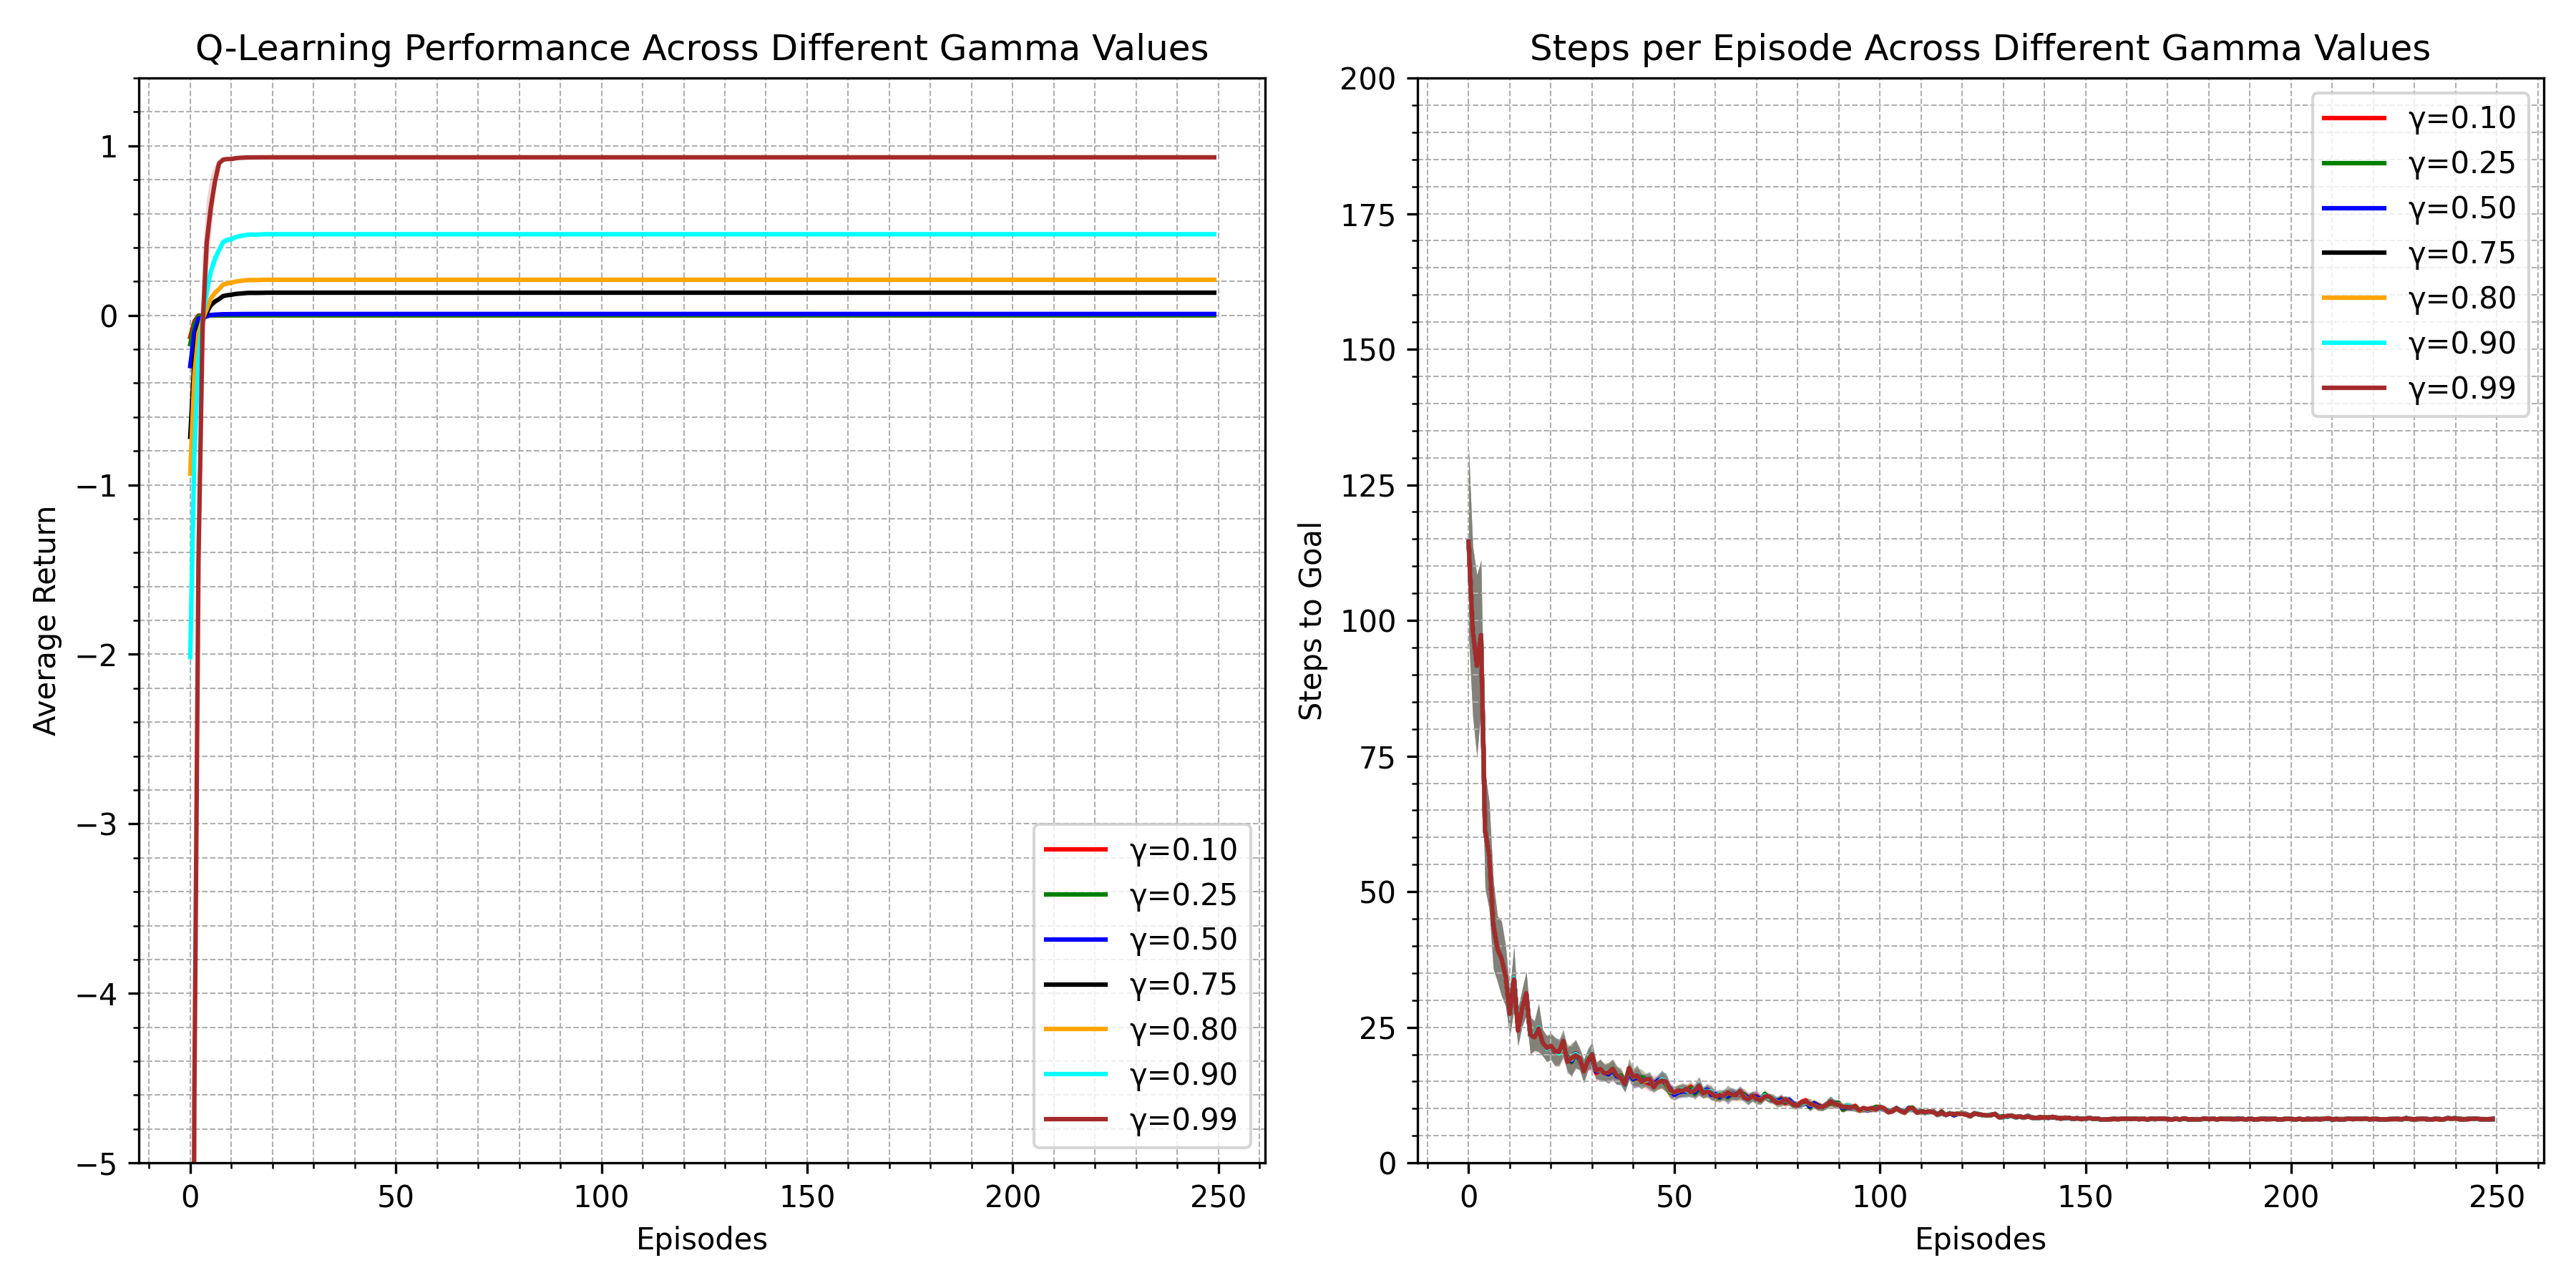 Q-Learning Performance Across Different Gamma Values
Average Return
1
0
−1
−2
−3
−4
−5
0 50 100 150 200 250
Episodes
γ=0.10
γ=0.25
γ=0.50
γ=0.75
γ=0.80
γ=0.90
γ=0.99
Steps per Episode Across Different Gamma Values
Steps to Goal
200
175
150
125
100
75
50
25
0
0 50 100 150 200 250
Episodes
γ=0.10
γ=0.25
γ=0.50
γ=0.75
γ=0.80
γ=0.90
γ=0.99